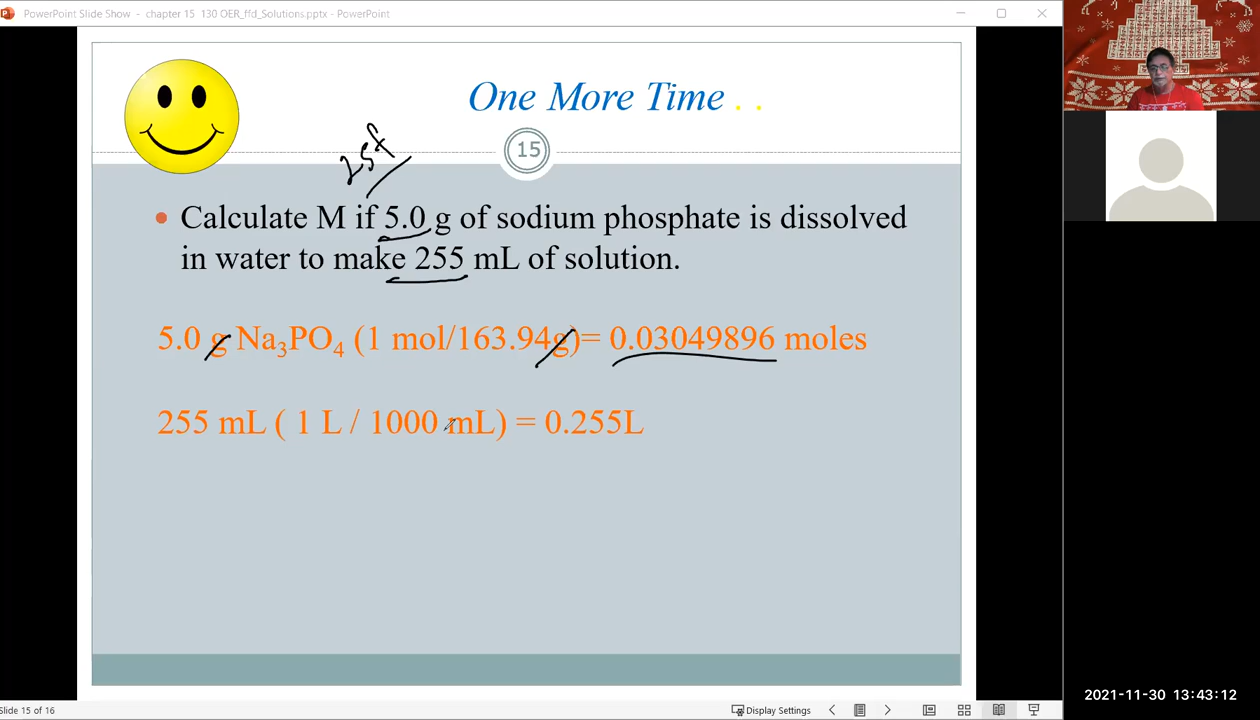 PowerPoint Slide Show - chapter 15 130 OER_ffd_Solutions.pptx - PowerPoint
One More Time . .
2sf
15
• Calculate M if 5.0 g of sodium phosphate is dissolved
in water to make 255 mL of solution.
5.0 g Na₃PO₄ (1 mol/163.94g)= 0.03049896 moles
255 mL ( 1 L / 1000 mL) = 0.255L
2021-11-30 13:43:12
Slide 15 of 16
Display Settings